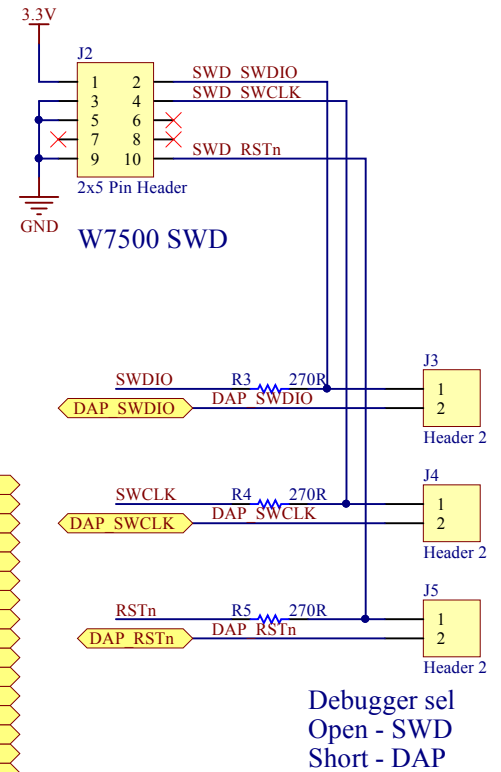 3.3V
J2
1 2 SWD_SWDIO
3 4 SWD_SWCLK
5 6
7 8
9 10 SWD_RSTn
2x5 Pin Header
GND
W7500 SWD
J3
SWDIO R3 270R 1
DAP_SWDIO DAP_SWDIO 2
Header 2
J4
SWCLK R4 270R 1
DAP_SWCLK DAP_SWCLK 2
Header 2
J5
RSTn R5 270R 1
DAP_RSTn DAP_RSTn 2
Header 2
Debugger sel
Open - SWD
Short - DAP